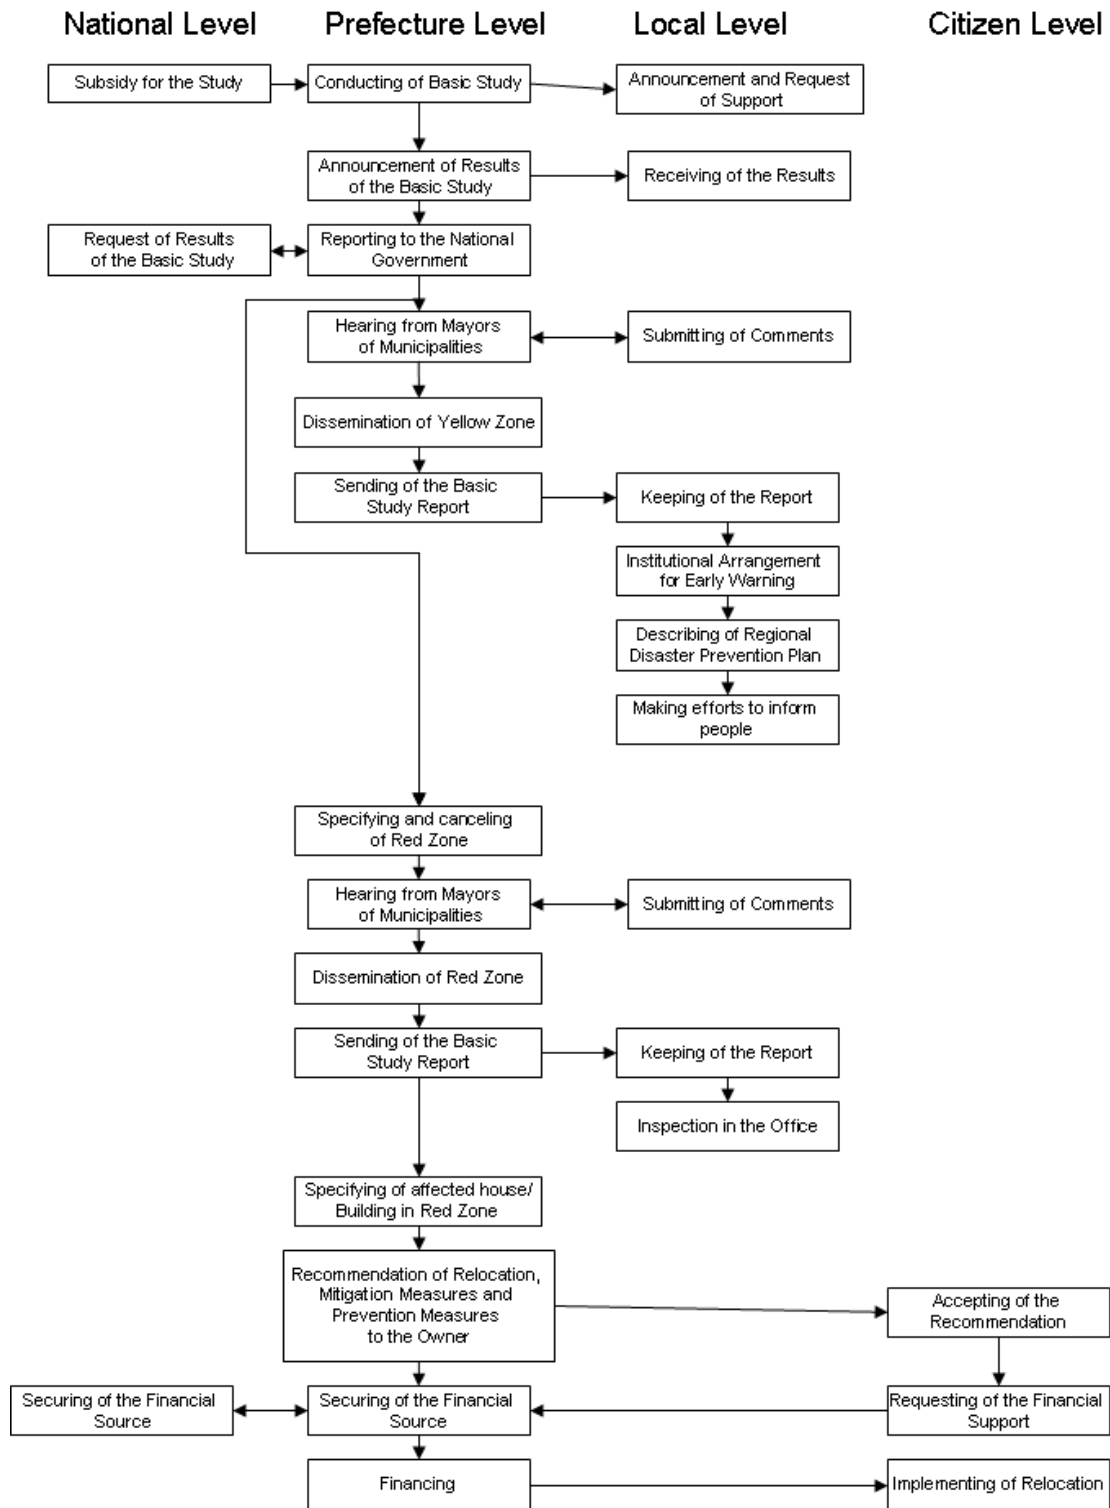 National Level
Prefecture Level
Local Level
Citizen Level
Subsidy for the Study
Conducting of Basic Study
Announcement and Request
of Support
Announcement of Results
of the Basic Study
Receiving of the Results
Request of Results
of the Basic Study
Reporting to the National
Government
Hearing from Mayors
of Municipalities
Submitting of Comments
Dissemination of Yellow Zone
Sending of the Basic
Study Report
Keeping of the Report
Institutional Arrangement
for Early Warning
Describing of Regional
Disaster Prevention Plan
Making efforts to inform
people
Specifying and canceling
of Red Zone
Hearing from Mayors
of Municipalities
Submitting of Comments
Dissemination of Red Zone
Sending of the Basic
Study Report
Keeping of the Report
Inspection in the Office
Specifying of affected house/
Building in Red Zone
Recommendation of Relocation,
Mitigation Measures and
Prevention Measures
to the Owner
Accepting of the
Recommendation
Securing of the Financial
Source
Securing of the Financial
Source
Requesting of the Financial
Support
Financing
Implementing of Relocation